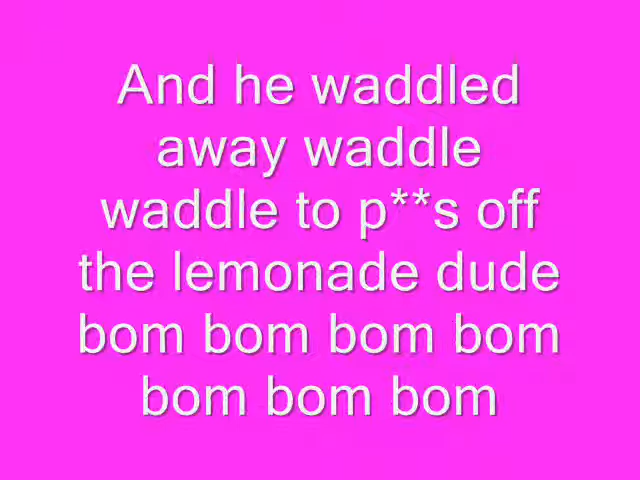 And he waddled
away waddle
waddle to p**s off
the lemonade dude
bom bom bom bom
bom bom bom